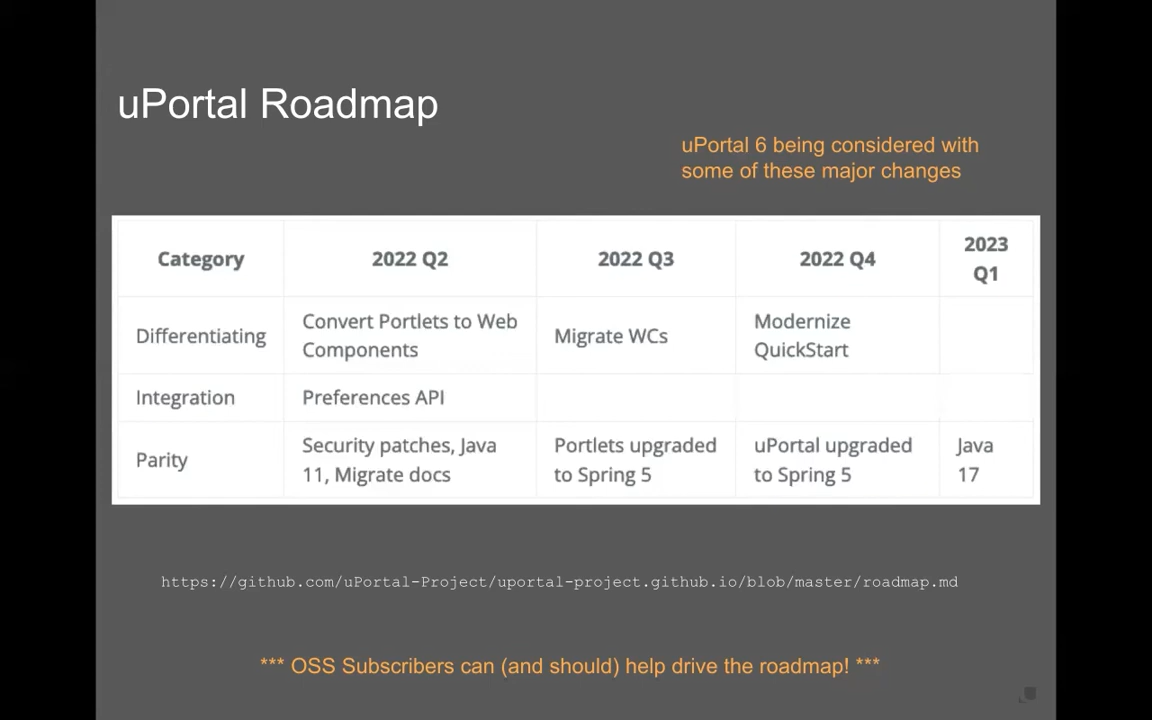 uPortal Roadmap
uPortal 6 being considered with
some of these major changes
Category 2022 Q2 2022 Q3 2022 Q4 2023
Q1
Differentiating Convert Portlets to Web
Components Migrate WCs Modernize
QuickStart
Integration Preferences API
Parity Security patches, Java
11, Migrate docs Portlets upgraded
to Spring 5 uPortal upgraded
to Spring 5 Java
17
https://github.com/uPortal-Project/uportal-project.github.io/blob/master/roadmap.md
*** OSS Subscribers can (and should) help drive the roadmap! ***